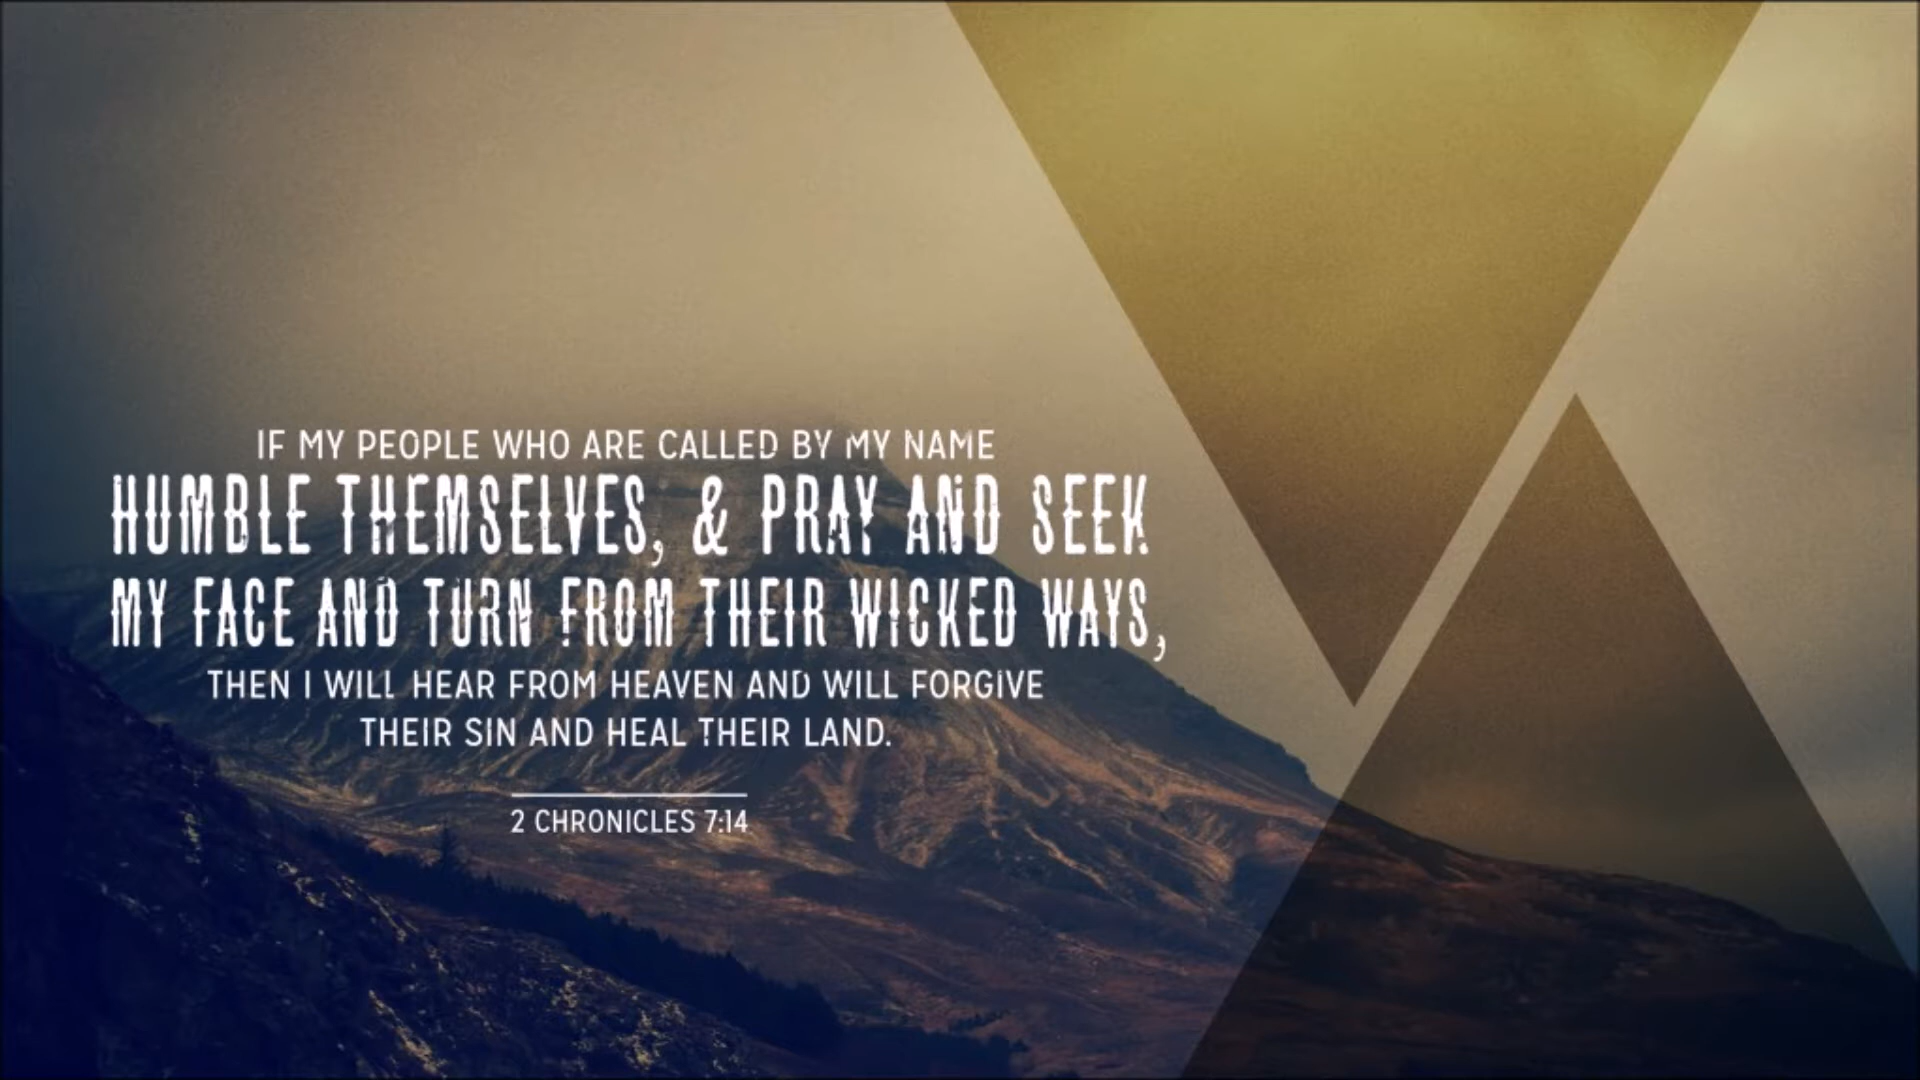 IF MY PEOPLE WHO ARE CALLED BY MY NAME
HUMBLE THEMSELVES, & PRAY AND SEEK
MY FACE AND TURN FROM THEIR WICKED WAYS,
THEN I WILL HEAR FROM HEAVEN AND WILL FORGIVE
THEIR SIN AND HEAL THEIR LAND.
2 CHRONICLES 7:14